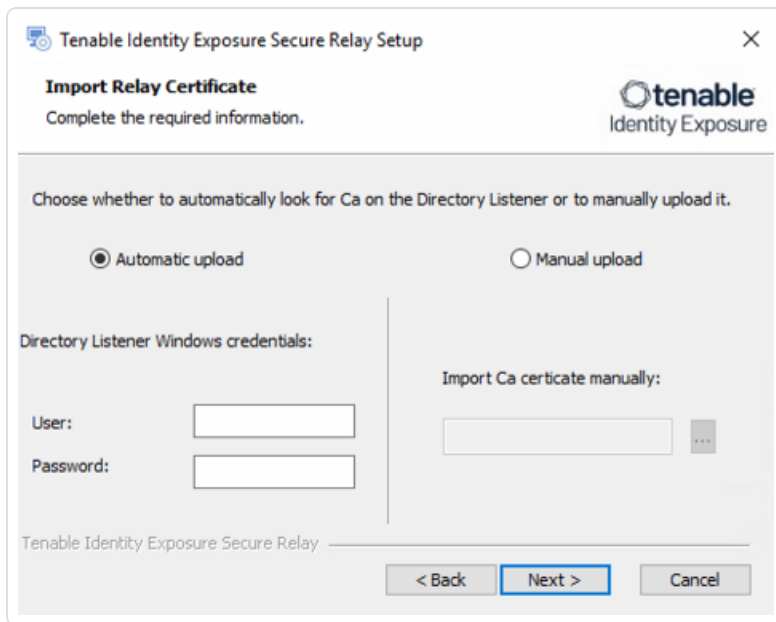 Tenable Identity Exposure Secure Relay Setup
Import Relay Certificate
Complete the required information.
tenable
Identity Exposure
Choose whether to automatically look for Ca on the Directory Listener or to manually upload it.
Automatic upload
Manual upload
Directory Listener Windows credentials:
User:
Password:
Import Ca certicate manually:
...
Tenable Identity Exposure Secure Relay
< Back
Next >
Cancel